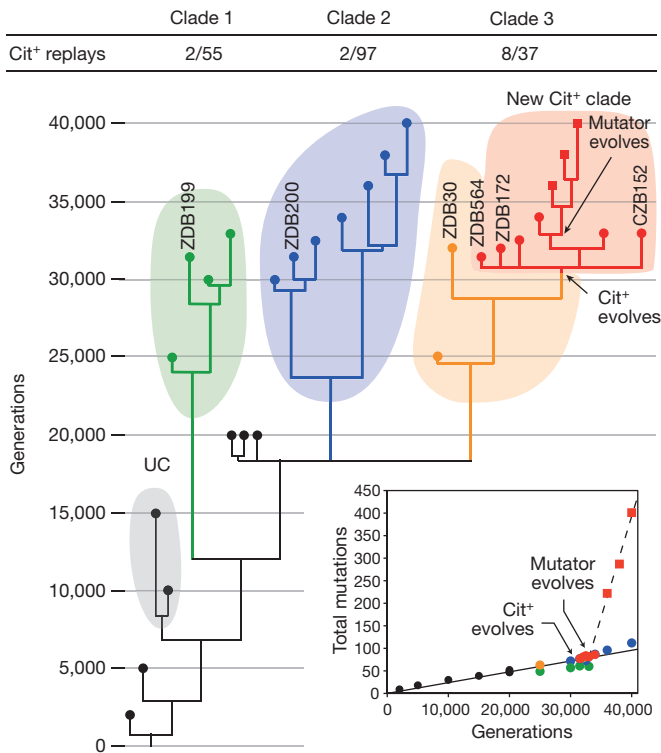 Clade 1 Clade 2 Clade 3
Cit+ replays 2/55 2/97 8/37
New Cit+ clade
Mutator
evolves
40,000
35,000
30,000
25,000
20,000
15,000
10,000
5,000
0
Generations
ZDB199
ZDB200
ZDB30
ZDB564
ZDB172
CZB152
Cit+
evolves
UC
450
400
350
300
250
200
150
100
50
0
Total mutations
Mutator
evolves
Cit+
evolves
0 10,000 20,000 30,000 40,000
Generations